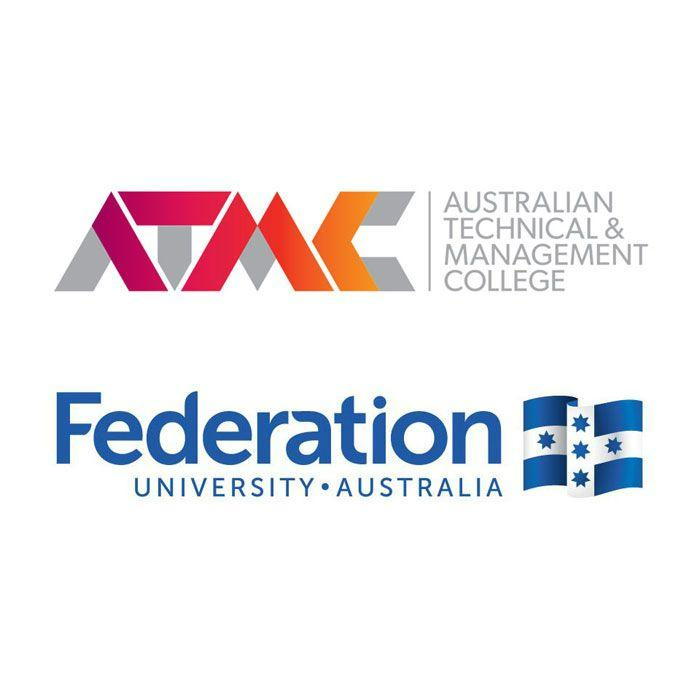 ATMC
AUSTRALIAN
TECHNICAL &
MANAGEMENT
COLLEGE
Federation
UNIVERSITY • AUSTRALIA